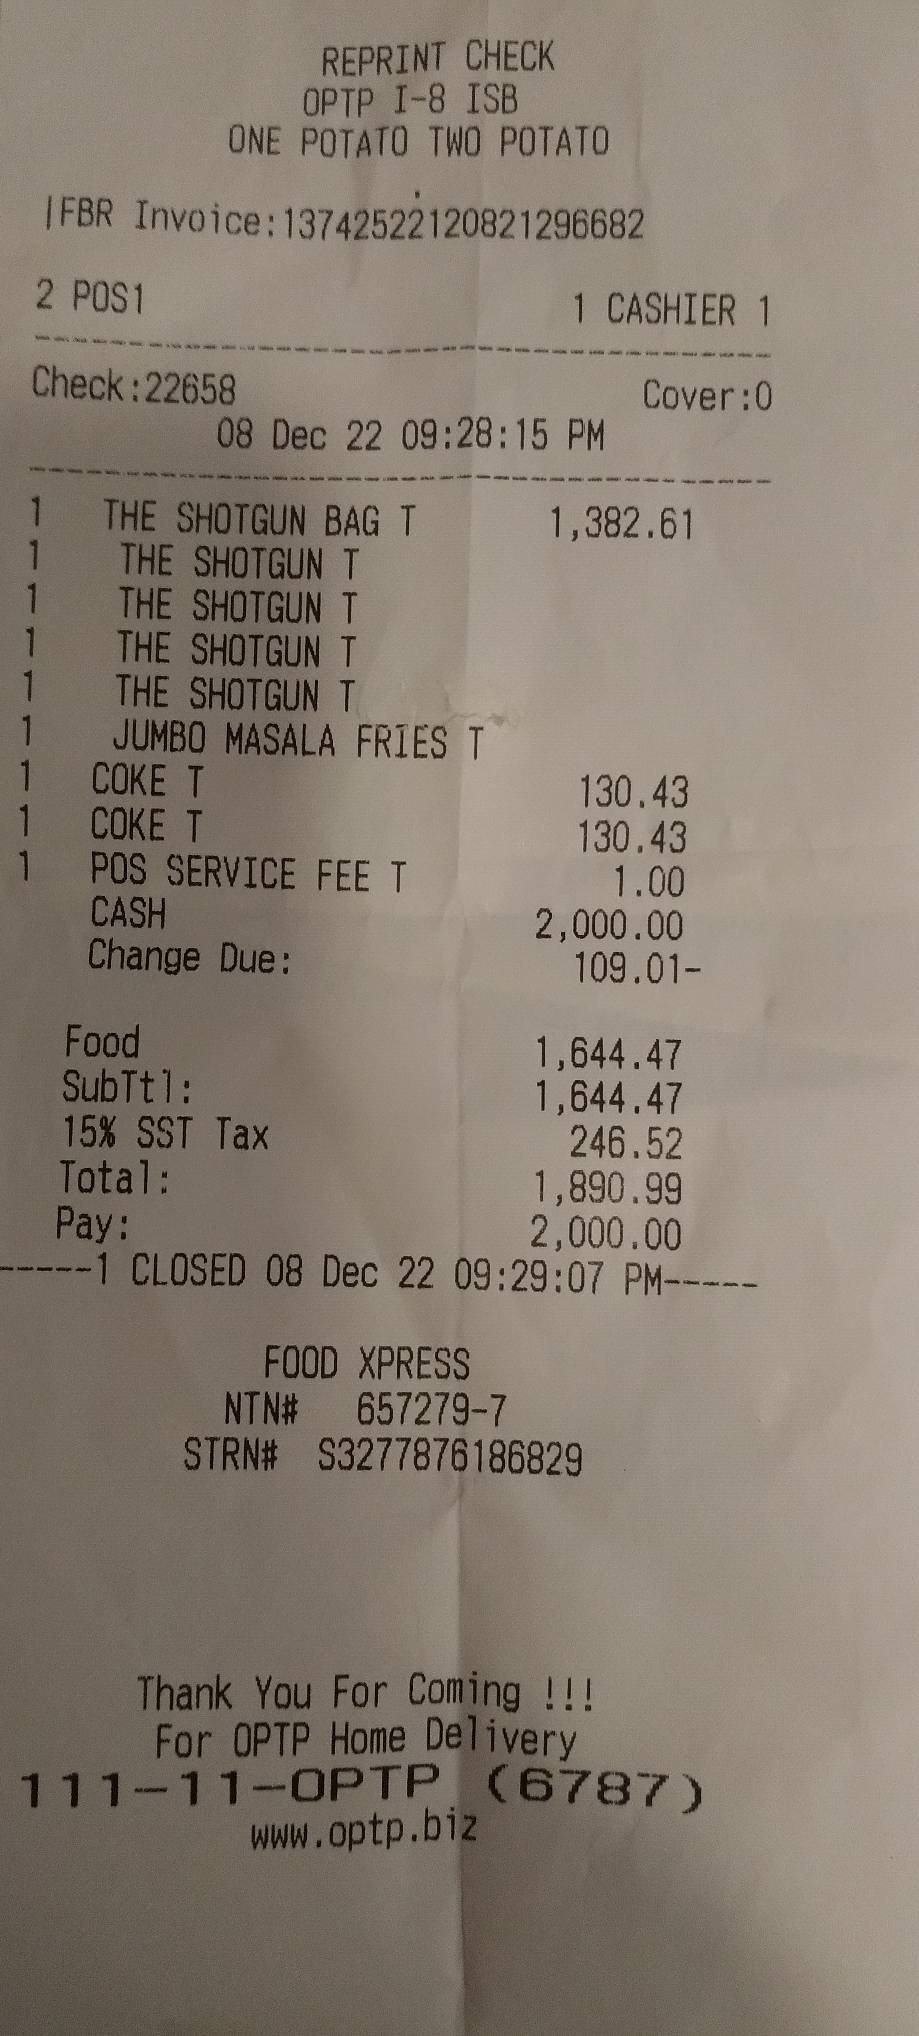 REPRINT CHECK
OPTP I-8 ISB
ONE POTATO TWO POTATO
|FBR Invoice:13742522120821296682
2 POS1 1 CASHIER 1
Check:22658 Cover:0
08 Dec 22 09:28:15 PM
1 THE SHOTGUN BAG T 1,382.61
1 THE SHOTGUN T
1 THE SHOTGUN T
1 THE SHOTGUN T
1 THE SHOTGUN T
1 JUMBO MASALA FRIES T
1 COKE T 130.43
1 COKE T 130.43
1 POS SERVICE FEE T 1.00
CASH 2,000.00
Change Due: 109.01-
Food 1,644.47
SubTtl: 1,644.47
15% SST Tax 246.52
Total: 1,890.99
Pay: 2,000.00
-----1 CLOSED 08 Dec 22 09:29:07 PM-----
FOOD XPRESS
NTN# 657279-7
STRN# S3277876186829
Thank You For Coming !!!
For OPTP Home Delivery
111-11-OPTP (6787)
www.optp.biz